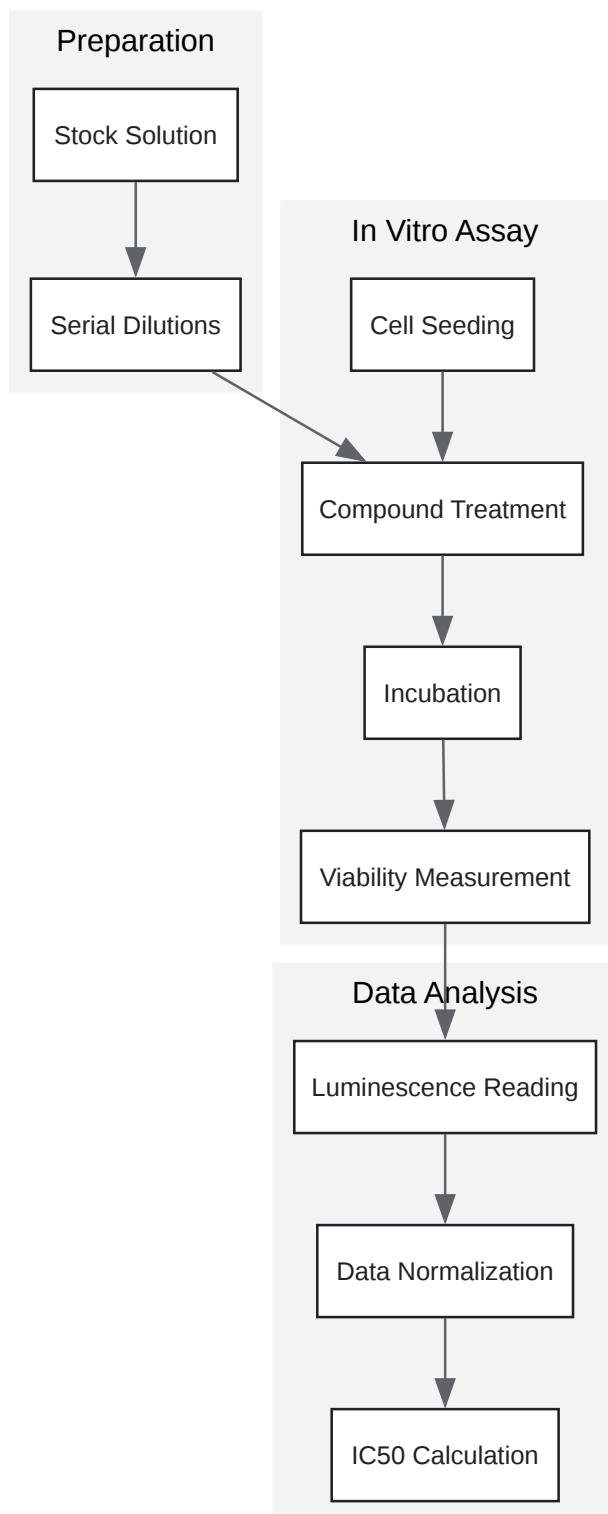 Preparation
Stock Solution
Serial Dilutions
In Vitro Assay
Cell Seeding
Compound Treatment
Incubation
Viability Measurement
Data Analysis
Luminescence Reading
Data Normalization
IC50 Calculation